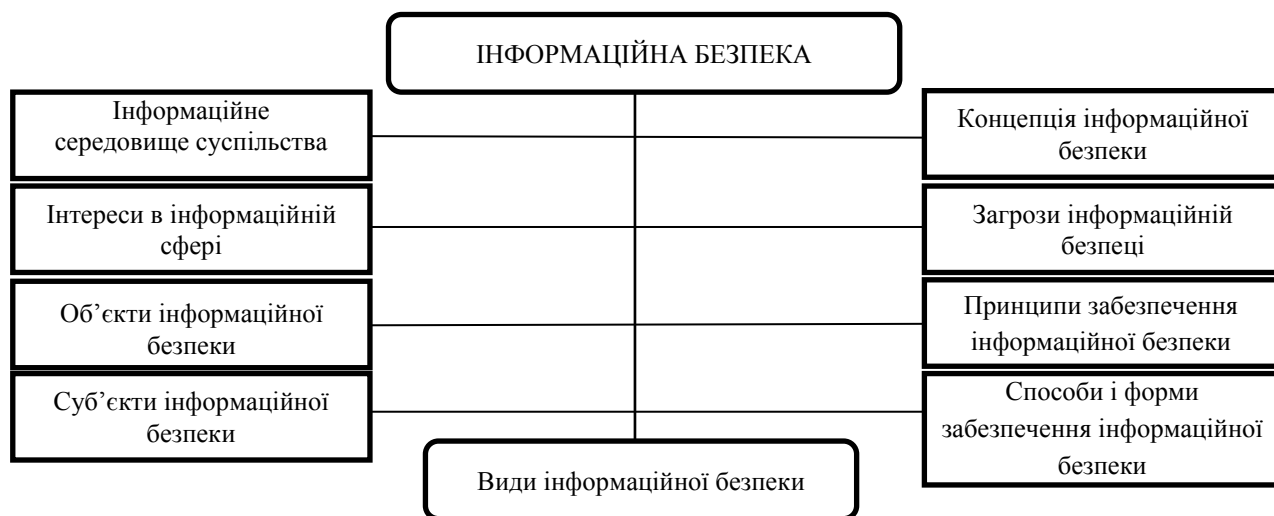 ІНФОРМАЦІЙНА БЕЗПЕКА
Інформаційне
середовище суспільства
Інтереси в інформаційній
сфері
Об’єкти інформаційної
безпеки
Суб’єкти інформаційної
безпеки
Концепція інформаційної
безпеки
Загрози інформаційній
безпеці
Принципи забезпечення
інформаційної безпеки
Способи і форми
забезпечення інформаційної
безпеки
Види інформаційної безпеки